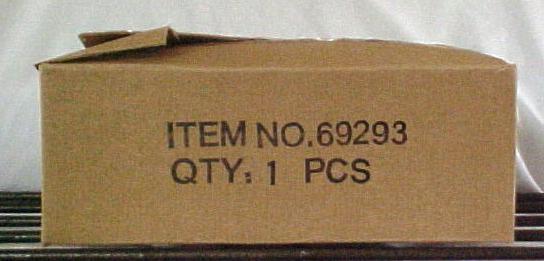 ITEM NO.69293
QTY: 1 PCS